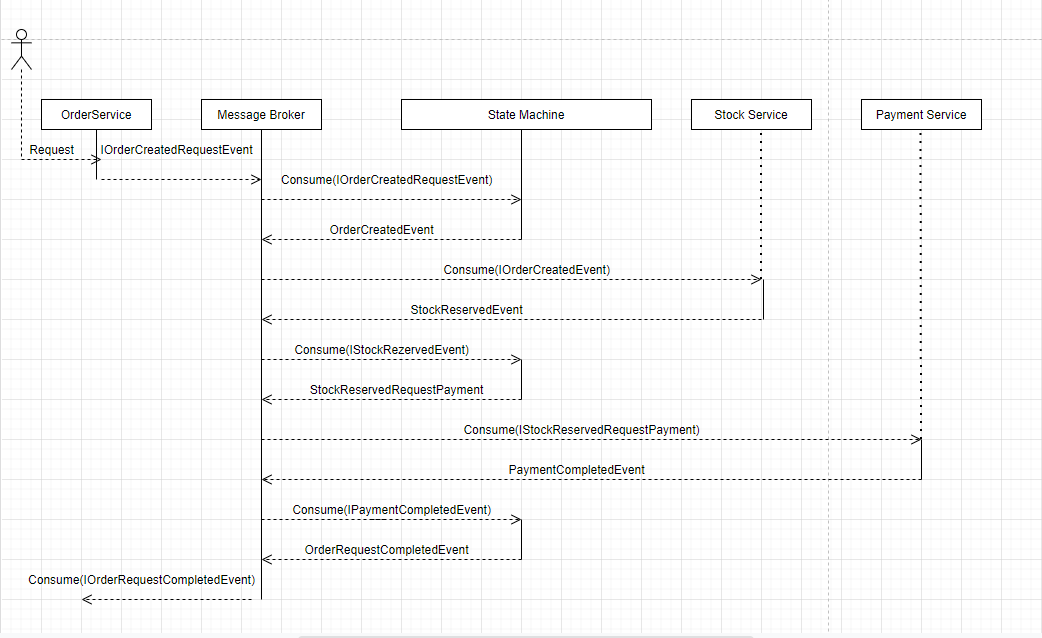 OrderService
Message Broker
State Machine
Stock Service
Payment Service
Request
IOrderCreatedRequestEvent
Consume(IOrderCreatedRequestEvent)
OrderCreatedEvent
Consume(IOrderCreatedEvent)
StockReservedEvent
Consume(IStockRezervedEvent)
StockReservedRequestPayment
Consume(IStockReservedRequestPayment)
PaymentCompletedEvent
Consume(IPaymentCompletedEvent)
OrderRequestCompletedEvent
Consume(IOrderRequestCompletedEvent)